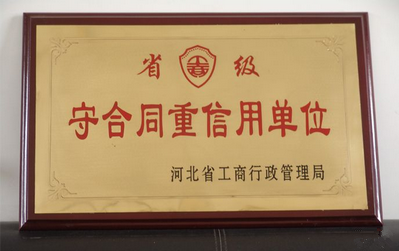 省 级
守合同重信用单位
河北省工商行政管理局